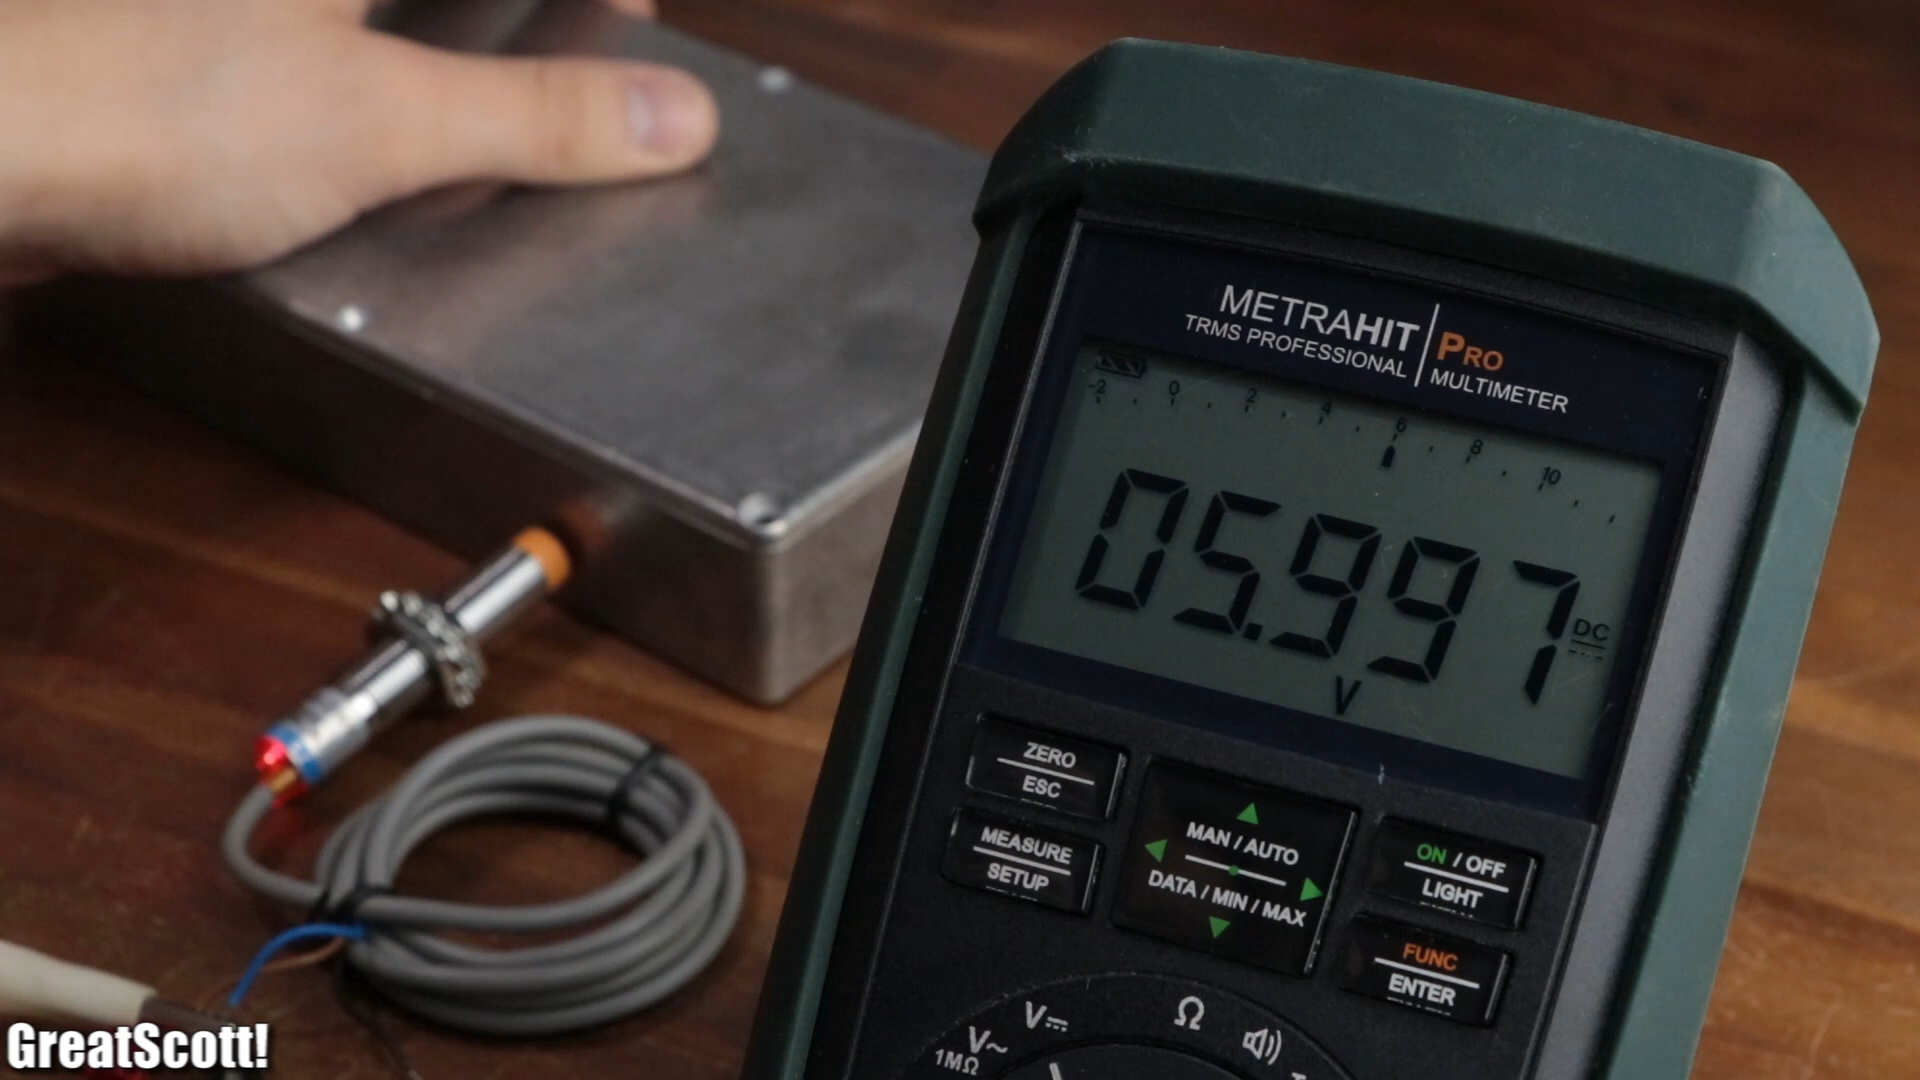 METRAHIT PRO
TRMS PROFESSIONAL MULTIMETER
-2 0 2 4 6 8 10
05.997 DC
V
ZERO
ESC
MEASURE
SETUP
MAN / AUTO
DATA / MIN / MAX
ON / OFF
LIGHT
FUNC
ENTER
V~
1MΩ
V
Ω
GreatScott!